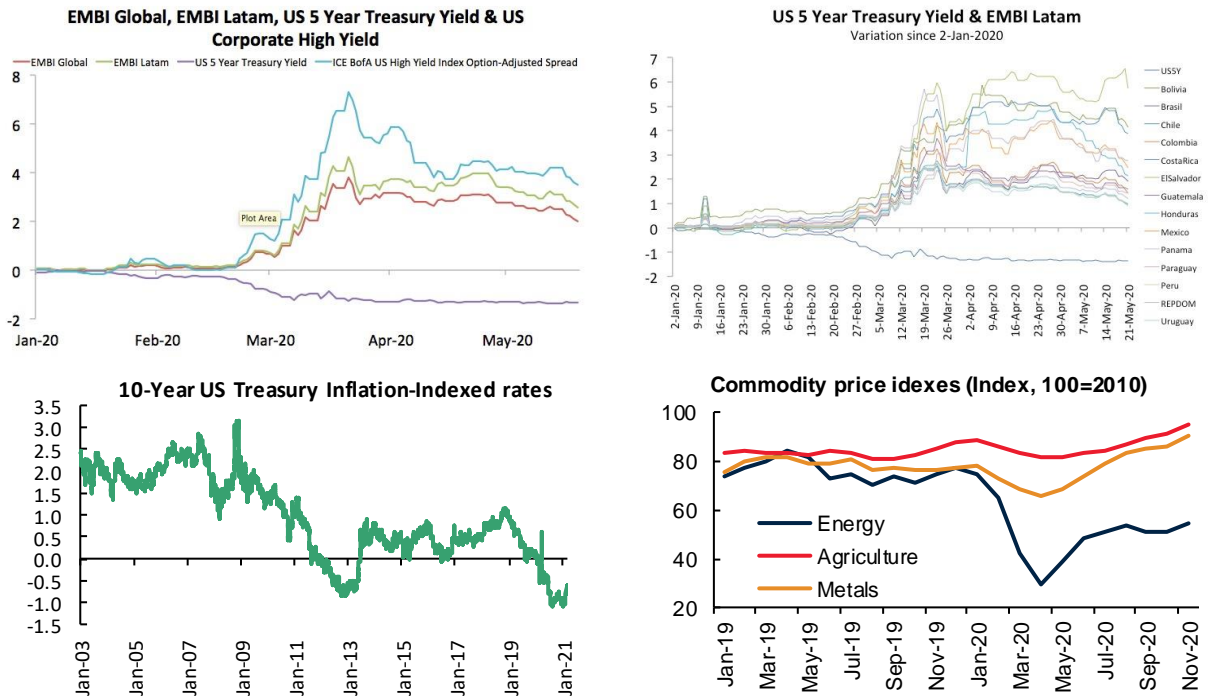 EMBI Global, EMBI Latam, US 5 Year Treasury Yield & US
Corporate High Yield
EMBI Global EMBI Latam US 5 Year Treasury Yield ICE BofA US High Yield Index Option-Adjusted Spread
8
6
4
2
0
-2
Plot Area
Jan-20 Feb-20 Mar-20 Apr-20 May-20
US 5 Year Treasury Yield & EMBI Latam
Variation since 2-Jan-2020
7
6
5
4
3
2
1
0
-1
-2
2-Jan-20
9-Jan-20
16-Jan-20
23-Jan-20
30-Jan-20
6-Feb-20
13-Feb-20
20-Feb-20
27-Feb-20
5-Mar-20
12-Mar-20
19-Mar-20
26-Mar-20
2-Apr-20
9-Apr-20
16-Apr-20
23-Apr-20
30-Apr-20
7-May-20
14-May-20
21-May-20
US5Y
Bolivia
Brasil
Chile
Colombia
CostaRica
ElSalvador
Guatemala
Honduras
Mexico
Panama
Paraguay
Peru
REPDOM
Uruguay
10-Year US Treasury Inflation-Indexed rates
3.5
3.0
2.5
2.0
1.5
1.0
0.5
0.0
-0.5
-1.0
-1.5
Jan-03
Jan-05
Jan-07
Jan-09
Jan-11
Jan-13
Jan-15
Jan-17
Jan-19
Jan-21
Commodity price idexes (Index, 100=2010)
100
80
60
40
20
Energy
Agriculture
Metals
Jan-19
Mar-19
May-19
Jul-19
Sep-19
Nov-19
Jan-20
Mar-20
May-20
Jul-20
Sep-20
Nov-20